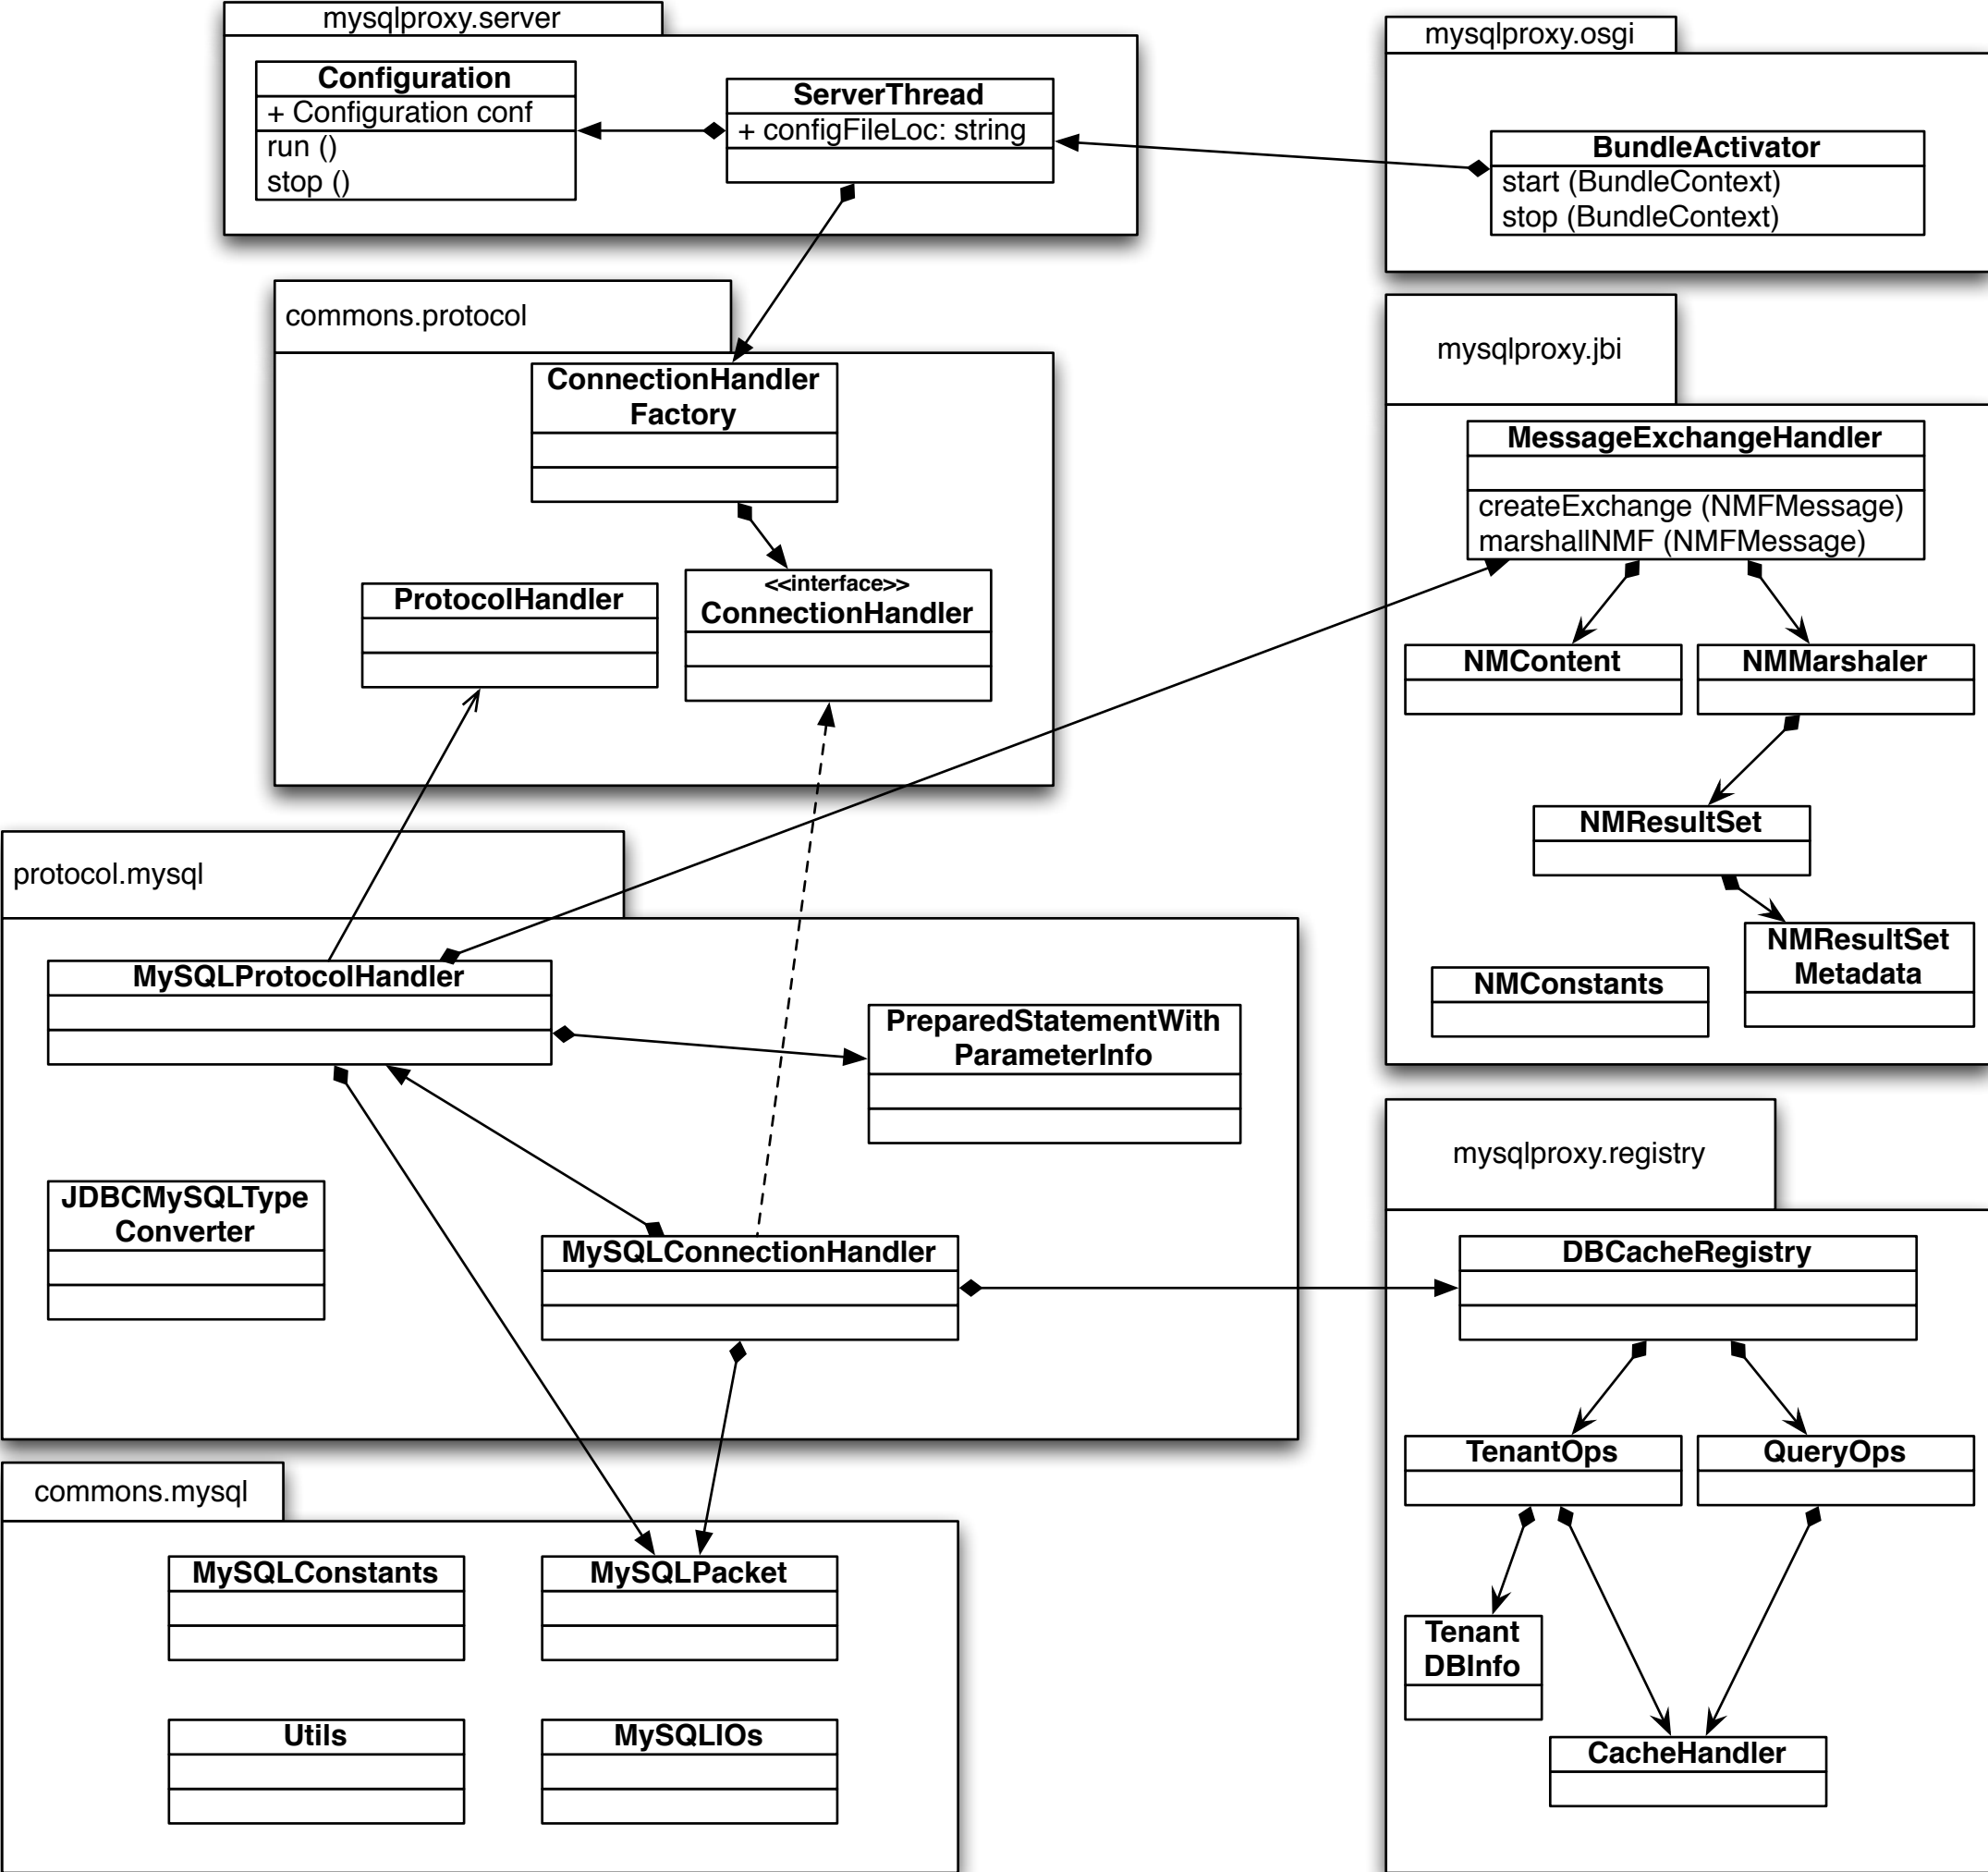 mysqlproxy.server
Configuration
+ Configuration conf
run ()
stop ()
ServerThread
+ configFileLoc: string
mysqlproxy.osgi
BundleActivator
start (BundleContext)
stop (BundleContext)
commons.protocol
ConnectionHandler
Factory
ProtocolHandler
<<interface>>
ConnectionHandler
mysqlproxy.jbi
MessageExchangeHandler
createExchange (NMFMessage)
marshallNMF (NMFMessage)
NMContent
NMMarshaler
NMResultSet
NMResultSet
Metadata
NMConstants
protocol.mysql
MySQLProtocolHandler
PreparedStatementWith
ParameterInfo
JDBCMySQLType
Converter
MySQLConnectionHandler
mysqlproxy.registry
DBCacheRegistry
TenantOps
QueryOps
Tenant
DBInfo
CacheHandler
commons.mysql
MySQLConstants
MySQLPacket
Utils
MySQLIOs